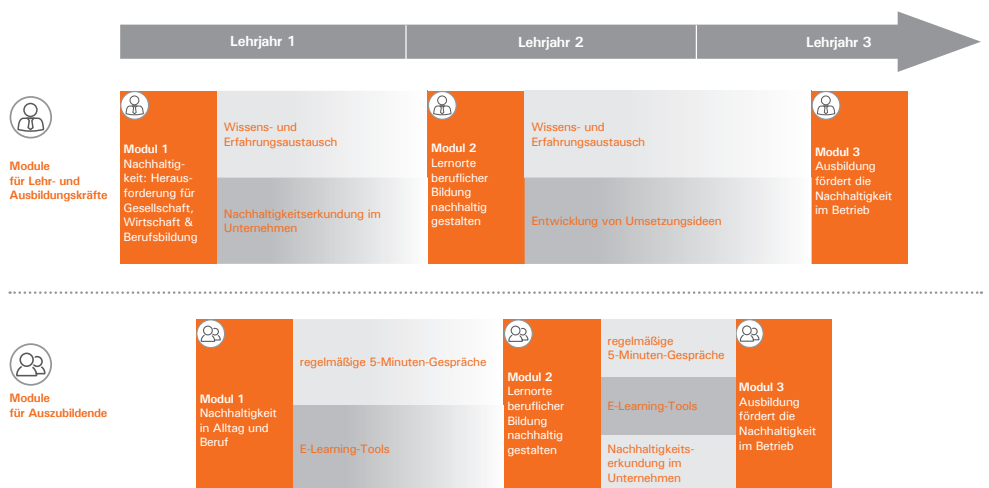 Lehrjahr 1
Lehrjahr 2
Lehrjahr 3
Module
für Lehr- und
Ausbildungskräfte
Modul 1
Nachhaltig-
keit: Heraus-
forderung für
Gesellschaft,
Wirtschaft &
Berufsbildung
Wissens- und
Erfahrungsaustausch
Nachhaltigkeitserkundung im
Unternehmen
Modul 2
Lernorte
beruflicher
Bildung
nachhaltig
gestalten
Wissens- und
Erfahrungsaustausch
Entwicklung von Umsetzungsideen
Modul 3
Ausbildung
fördert die
Nachhaltigkeit
im Betrieb
Module
für Auszubildende
Modul 1
Nachhaltigkeit
in Alltag und
Beruf
regelmäßige 5-Minuten-Gespräche
E-Learning-Tools
Modul 2
Lernorte
beruflicher
Bildung
nachhaltig
gestalten
regelmäßige
5-Minuten-Gespräche
E-Learning-Tools
Nachhaltigkeits-
erkundung im
Unternehmen
Modul 3
Ausbildung
fördert die
Nachhaltigkeit
im Betrieb